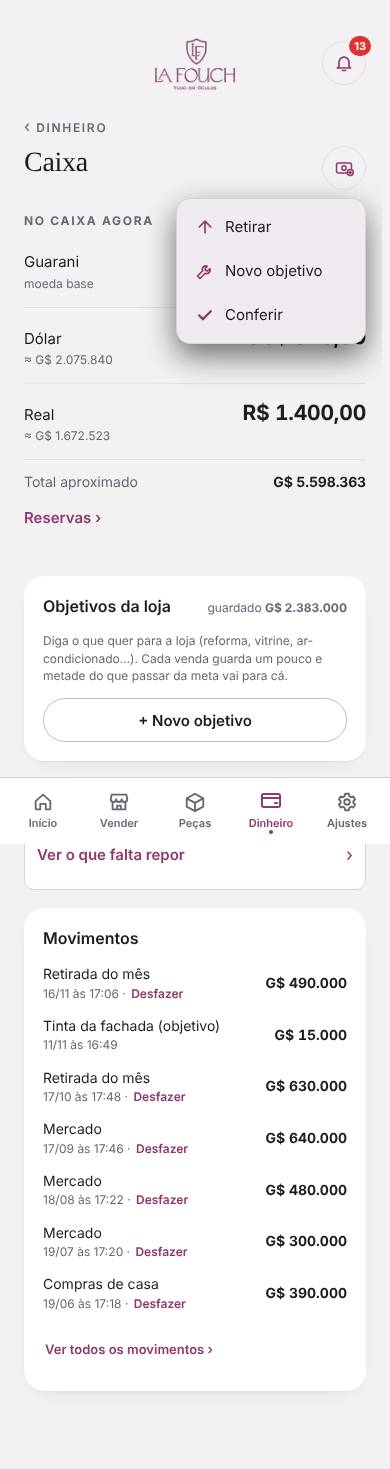 LF
LA FOUCH
Tudo em Óculos
13
‹ DINHEIRO
Caixa
NO CAIXA AGORA
Retirar
Novo objetivo
Conferir
Guarani
moeda base
Dólar
≈ G$ 2.075.840
Real
R$ 1.400,00
≈ G$ 1.672.523
Total aproximado G$ 5.598.363
Reservas ›
Objetivos da loja guardado G$ 2.383.000
Diga o que quer para a loja (reforma, vitrine, ar-
condicionado...). Cada venda guarda um pouco e
metade do que passar da meta vai para cá.
+ Novo objetivo
Início Vender Peças Dinheiro Ajustes
Ver o que falta repor ›
Movimentos
Retirada do mês G$ 490.000
16/11 às 17:06 · Desfazer
Tinta da fachada (objetivo) G$ 15.000
11/11 às 16:49
Retirada do mês G$ 630.000
17/10 às 17:48 · Desfazer
Mercado G$ 640.000
17/09 às 17:46 · Desfazer
Mercado G$ 480.000
18/08 às 17:22 · Desfazer
Mercado G$ 300.000
19/07 às 17:20 · Desfazer
Compras de casa G$ 390.000
19/06 às 17:18 · Desfazer
Ver todos os movimentos ›